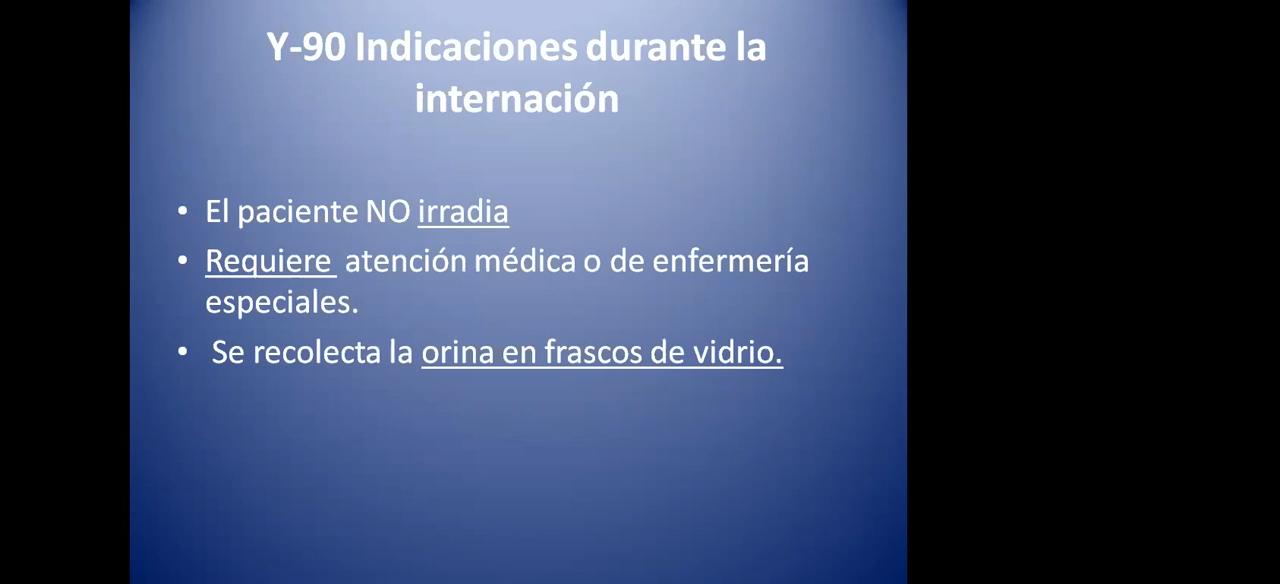 Y-90 Indicaciones durante la
internación
• El paciente NO irradia
• Requiere atención médica o de enfermería
especiales.
• Se recolecta la orina en frascos de vidrio.